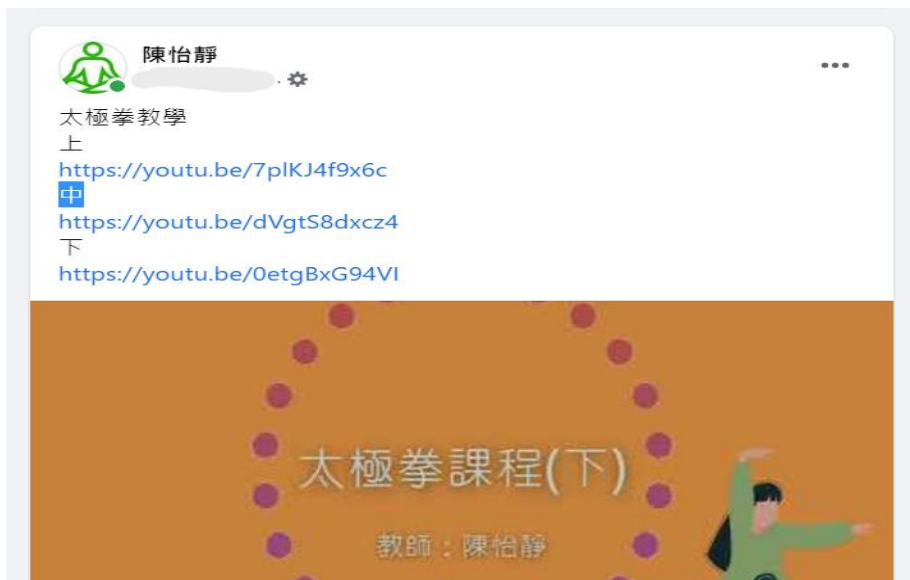 陳怡靜
太極拳教學
上
https://youtu.be/7plKJ4f9x6c
中
https://youtu.be/dVgtS8dxcz4
下
https://youtu.be/0etgBxG94VI
太極拳課程(下)
教師：陳怡靜